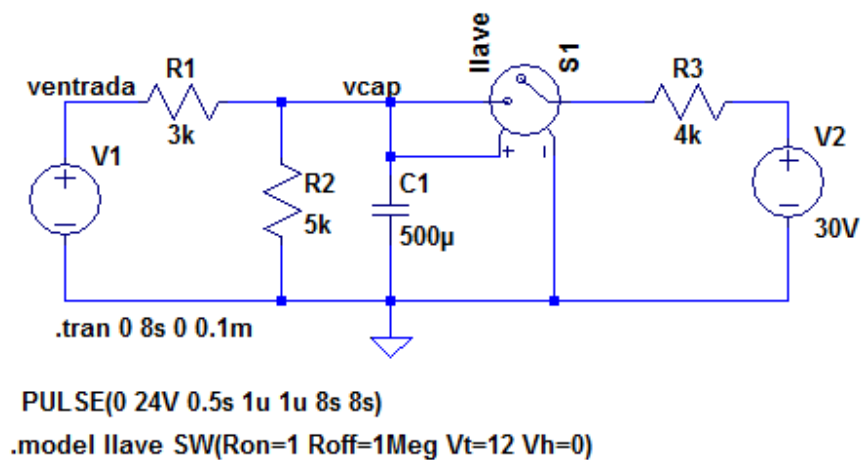 llave
S1
R1
R3
ventrada
vcap
3k
4k
V1
V2
R2
C1
5k
500µ
30V
.tran 0 8s 0 0.1m
PULSE(0 24V 0.5s 1u 1u 8s 8s)
.model llave SW(Ron=1 Roff=1Meg Vt=12 Vh=0)